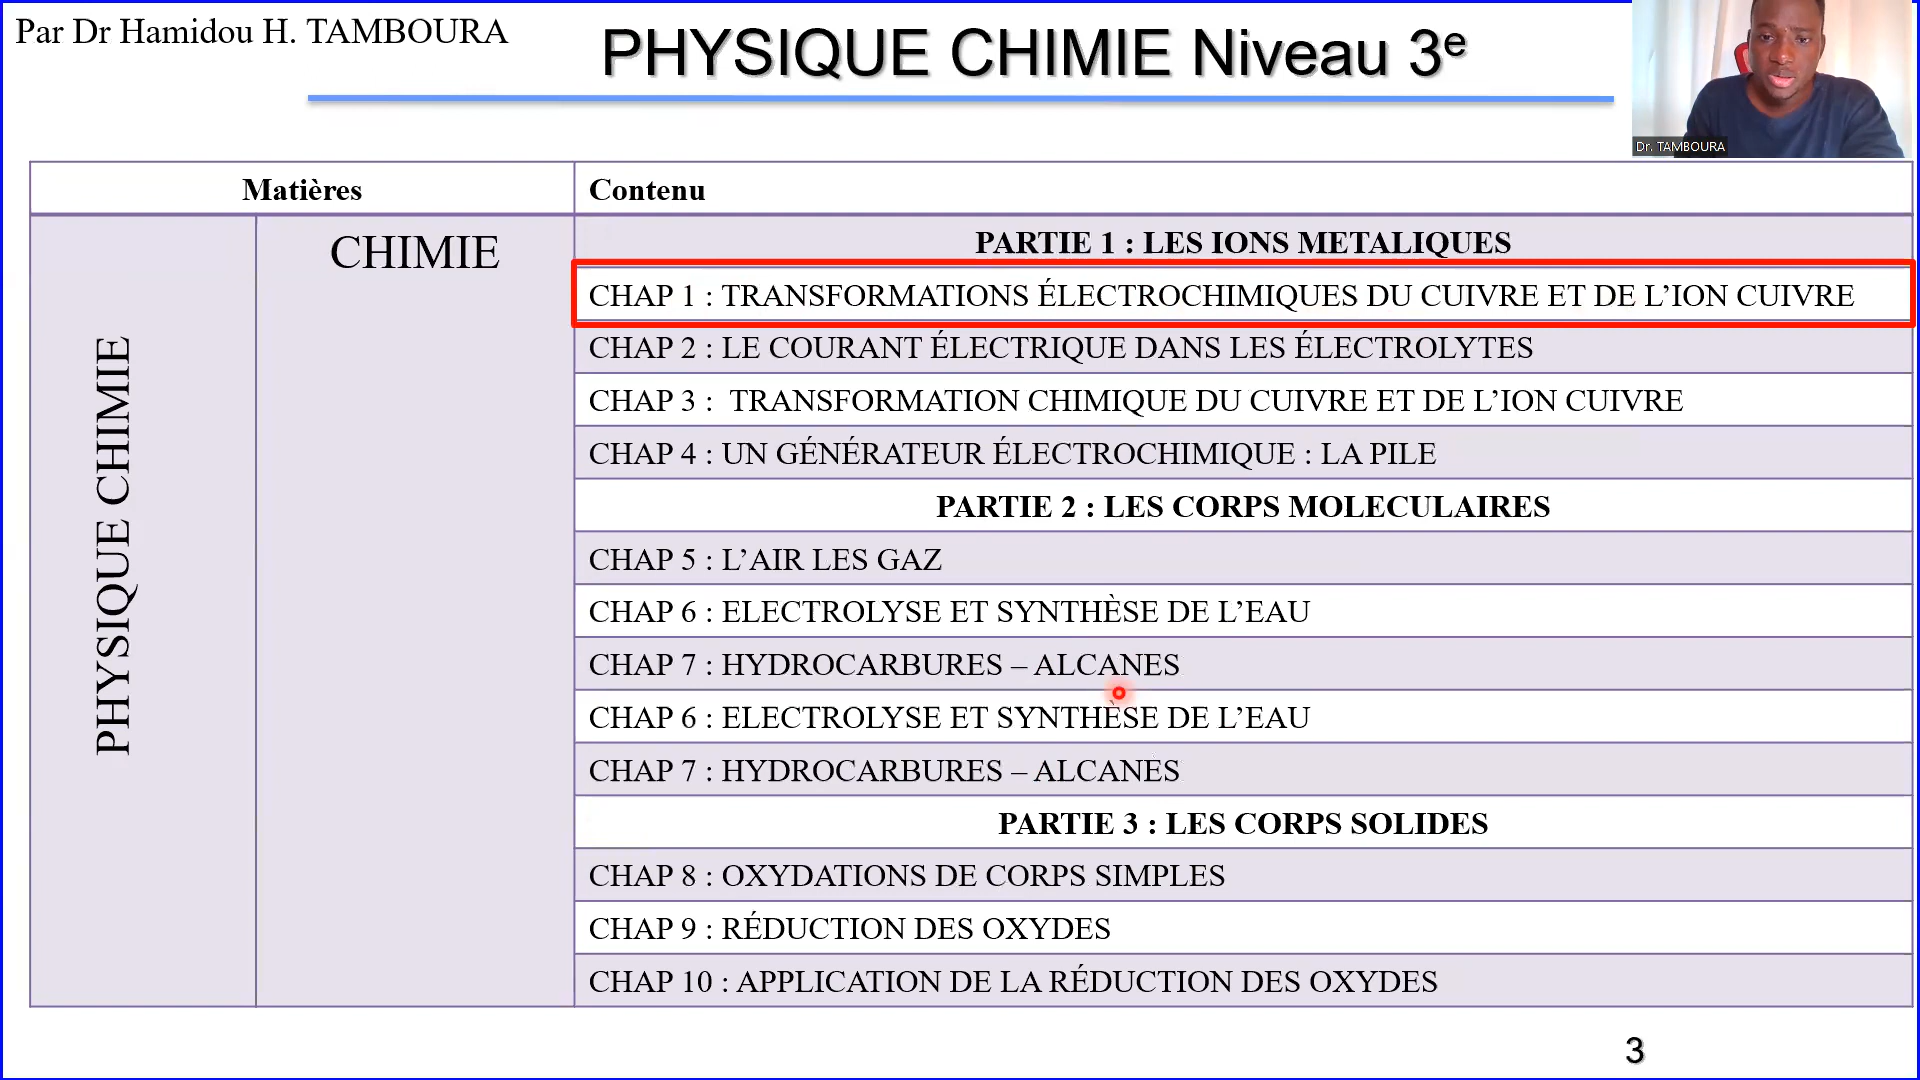 Par Dr Hamidou H. TAMBOURA
PHYSIQUE CHIMIE Niveau 3e
Dr. TAMBOURA
Matières
Contenu
PHYSIQUE CHIMIE
CHIMIE
PARTIE 1 : LES IONS METALIQUES
CHAP 1 : TRANSFORMATIONS ÉLECTROCHIMIQUES DU CUIVRE ET DE L’ION CUIVRE
CHAP 2 : LE COURANT ÉLECTRIQUE DANS LES ÉLECTROLYTES
CHAP 3 : TRANSFORMATION CHIMIQUE DU CUIVRE ET DE L’ION CUIVRE
CHAP 4 : UN GÉNÉRATEUR ÉLECTROCHIMIQUE : LA PILE
PARTIE 2 : LES CORPS MOLECULAIRES
CHAP 5 : L’AIR LES GAZ
CHAP 6 : ELECTROLYSE ET SYNTHÈSE DE L’EAU
CHAP 7 : HYDROCARBURES – ALCANES
CHAP 6 : ELECTROLYSE ET SYNTHÈSE DE L’EAU
CHAP 7 : HYDROCARBURES – ALCANES
PARTIE 3 : LES CORPS SOLIDES
CHAP 8 : OXYDATIONS DE CORPS SIMPLES
CHAP 9 : RÉDUCTION DES OXYDES
CHAP 10 : APPLICATION DE LA RÉDUCTION DES OXYDES
3